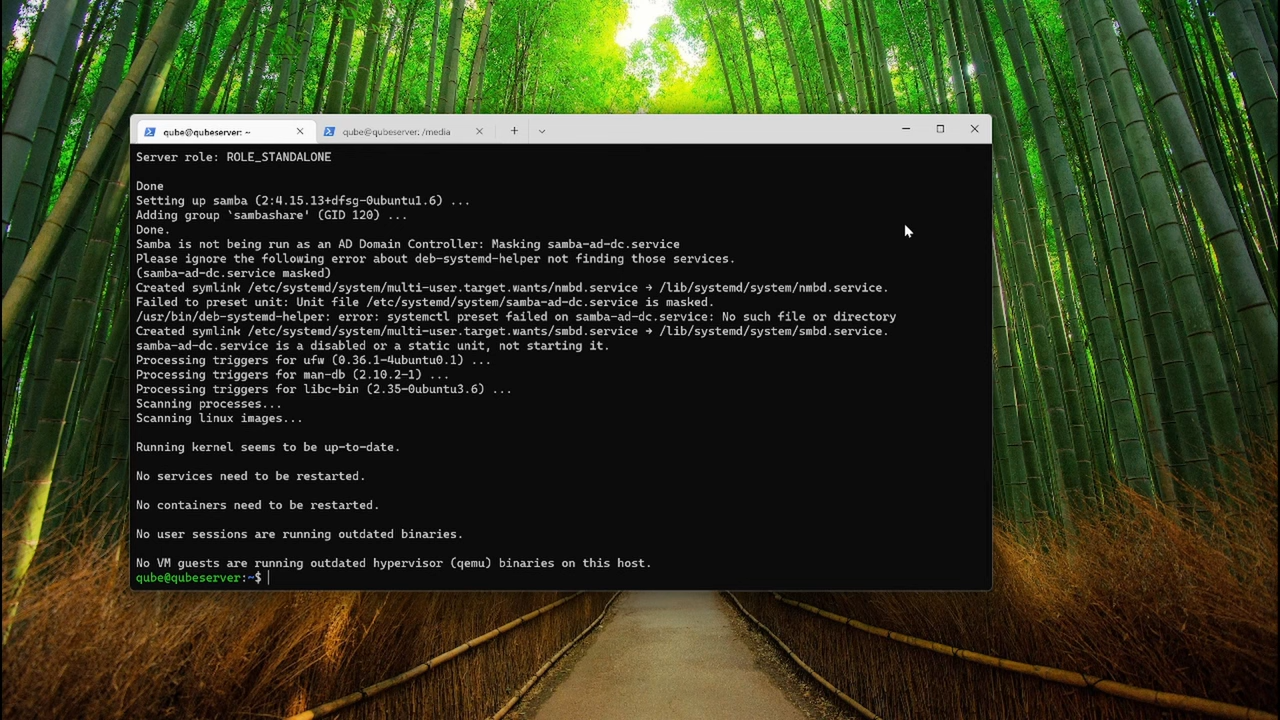 qube@qubeserver: ~
qube@qubeserver: /media
Server role: ROLE_STANDALONE
Done
Setting up samba (2:4.15.13+dfsg-0ubuntu1.6) ...
Adding group `sambashare' (GID 120) ...
Done.
Samba is not being run as an AD Domain Controller: Masking samba-ad-dc.service
Please ignore the following error about deb-systemd-helper not finding those services.
(samba-ad-dc.service masked)
Created symlink /etc/systemd/system/multi-user.target.wants/nmbd.service → /lib/systemd/system/nmbd.service.
Failed to preset unit: Unit file /etc/systemd/system/samba-ad-dc.service is masked.
/usr/bin/deb-systemd-helper: error: systemctl preset failed on samba-ad-dc.service: No such file or directory
Created symlink /etc/systemd/system/multi-user.target.wants/smbd.service → /lib/systemd/system/smbd.service.
samba-ad-dc.service is a disabled or a static unit, not starting it.
Processing triggers for ufw (0.36.1-4ubuntu0.1) ...
Processing triggers for man-db (2.10.2-1) ...
Processing triggers for libc-bin (2.35-0ubuntu3.6) ...
Scanning processes...
Scanning linux images...
Running kernel seems to be up-to-date.
No services need to be restarted.
No containers need to be restarted.
No user sessions are running outdated binaries.
No VM guests are running outdated hypervisor (qemu) binaries on this host.
qube@qubeserver:~$